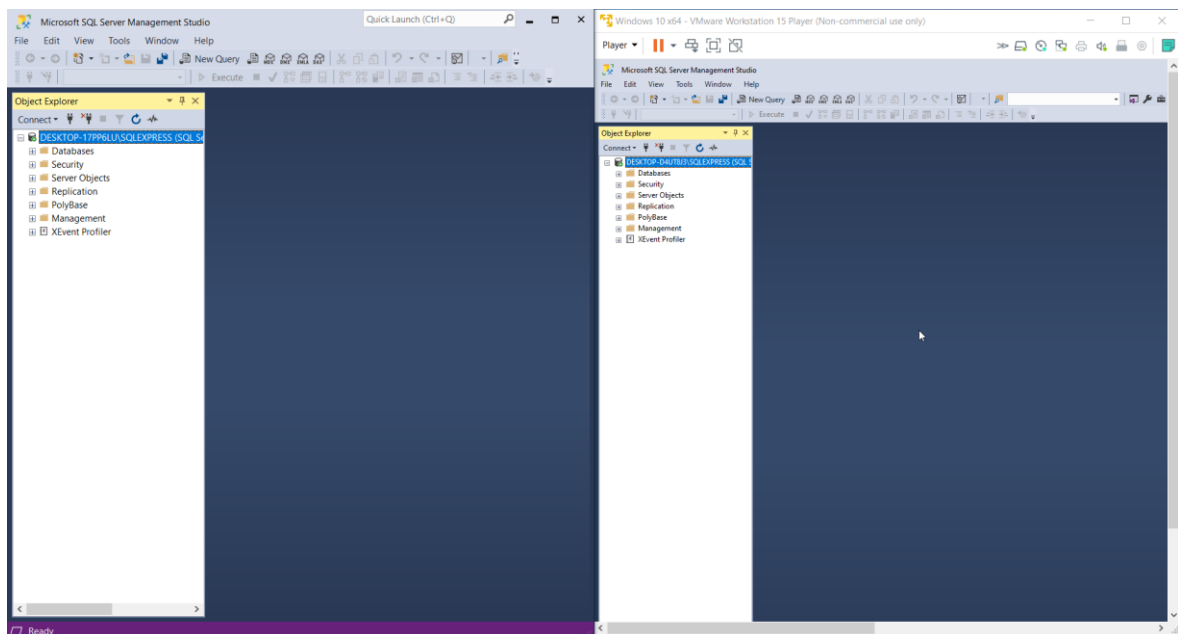 Microsoft SQL Server Management Studio
Quick Launch (Ctrl+Q)
File Edit View Tools Window Help
New Query
Execute
Object Explorer
Connect
DESKTOP-17PP6LU\SQLEXPRESS (SQL Se
Databases
Security
Server Objects
Replication
PolyBase
Management
XEvent Profiler
Ready
Windows 10 x64 - VMware Workstation 15 Player (Non-commercial use only)
Player
Microsoft SQL Server Management Studio
File Edit View Tools Window Help
New Query
Execute
Object Explorer
Connect
DESKTOP-D4UT8J3\SQLEXPRESS (SQL S
Databases
Security
Server Objects
Replication
PolyBase
Management
XEvent Profiler